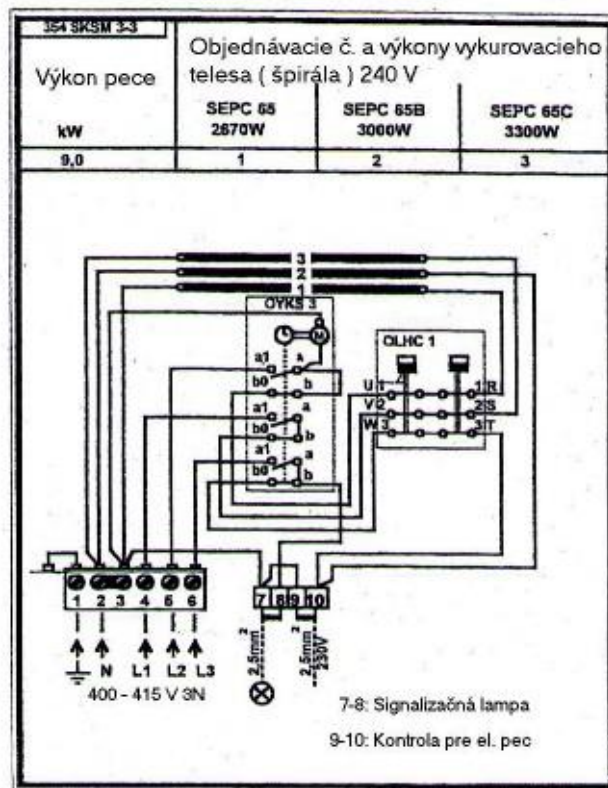 354 SKSM 3-3
Výkon pece
kW
Objednávacie č. a výkony vykurovacieho
telesa ( špirála ) 240 V
SEPC 65
2670W
SEPC 65B
3000W
SEPC 65C
3300W
9,0
1
2
3
3
2
1
OYKS 3
M
a1
a
b0
b
a1
a
b0
b
a1
a
b0
b
OLHC 1
U 1
1 R
V 2
2 S
W 3
3 T
1 2 3 4 5 6
N L1 L2 L3
400 - 415 V 3N
7 8 9 10
2,5mm²
2,5mm²
230V
7-8: Signalizačná lampa
9-10: Kontrola pre el. pec